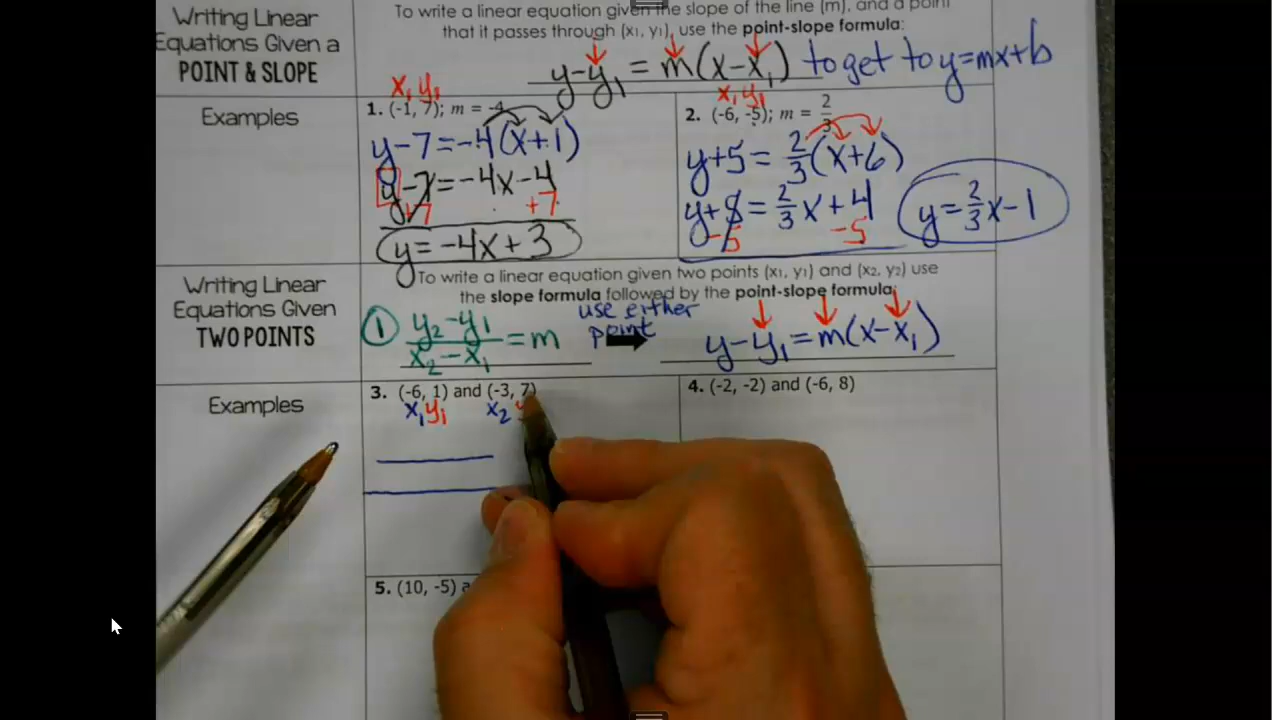 Writing Linear
Equations Given a
POINT & SLOPE
To write a linear equation given the slope of the line (m), and a point
that it passes through (x₁, y₁), use the point-slope formula:
y-y₁ = m(x-x₁) to get to y=mx+b
Examples
x₁ y₁
1. (-1, 7); m = -4
y-7=-4(x+1)
y-7=-4x-4
+7 +7
y=-4x+3
x₁ y₁
2. (-6, -5); m = 2/3
y+5 = 2/3(x+6)
y+5 = 2/3x+4
-5 -5
y=2/3x-1
Writing Linear
Equations Given
TWO POINTS
To write a linear equation given two points (x₁, y₁) and (x₂, y₂) use
the slope formula followed by the point-slope formula:
① y₂-y₁/x₂-x₁ = m
use either
point
y-y₁=m(x-x₁)
Examples
3. (-6, 1) and (-3, 7)
x₁ y₁ x₂
4. (-2, -2) and (-6, 8)
5. (10, -5)